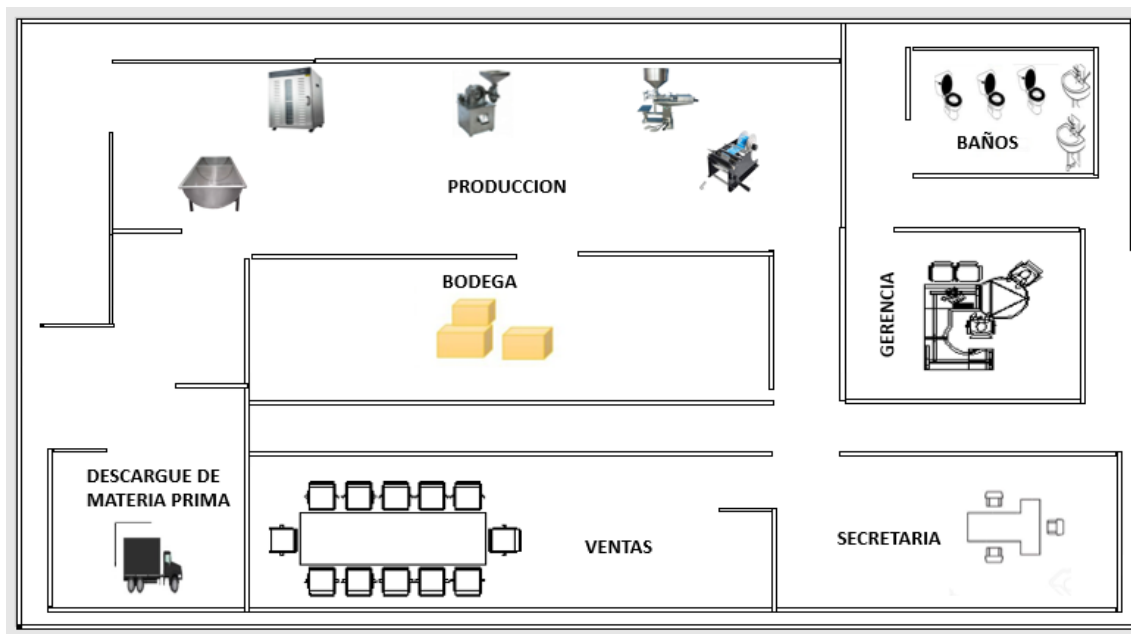 BAÑOS
PRODUCCION
BODEGA
GERENCIA
DESCARGUE DE
MATERIA PRIMA
VENTAS
SECRETARIA